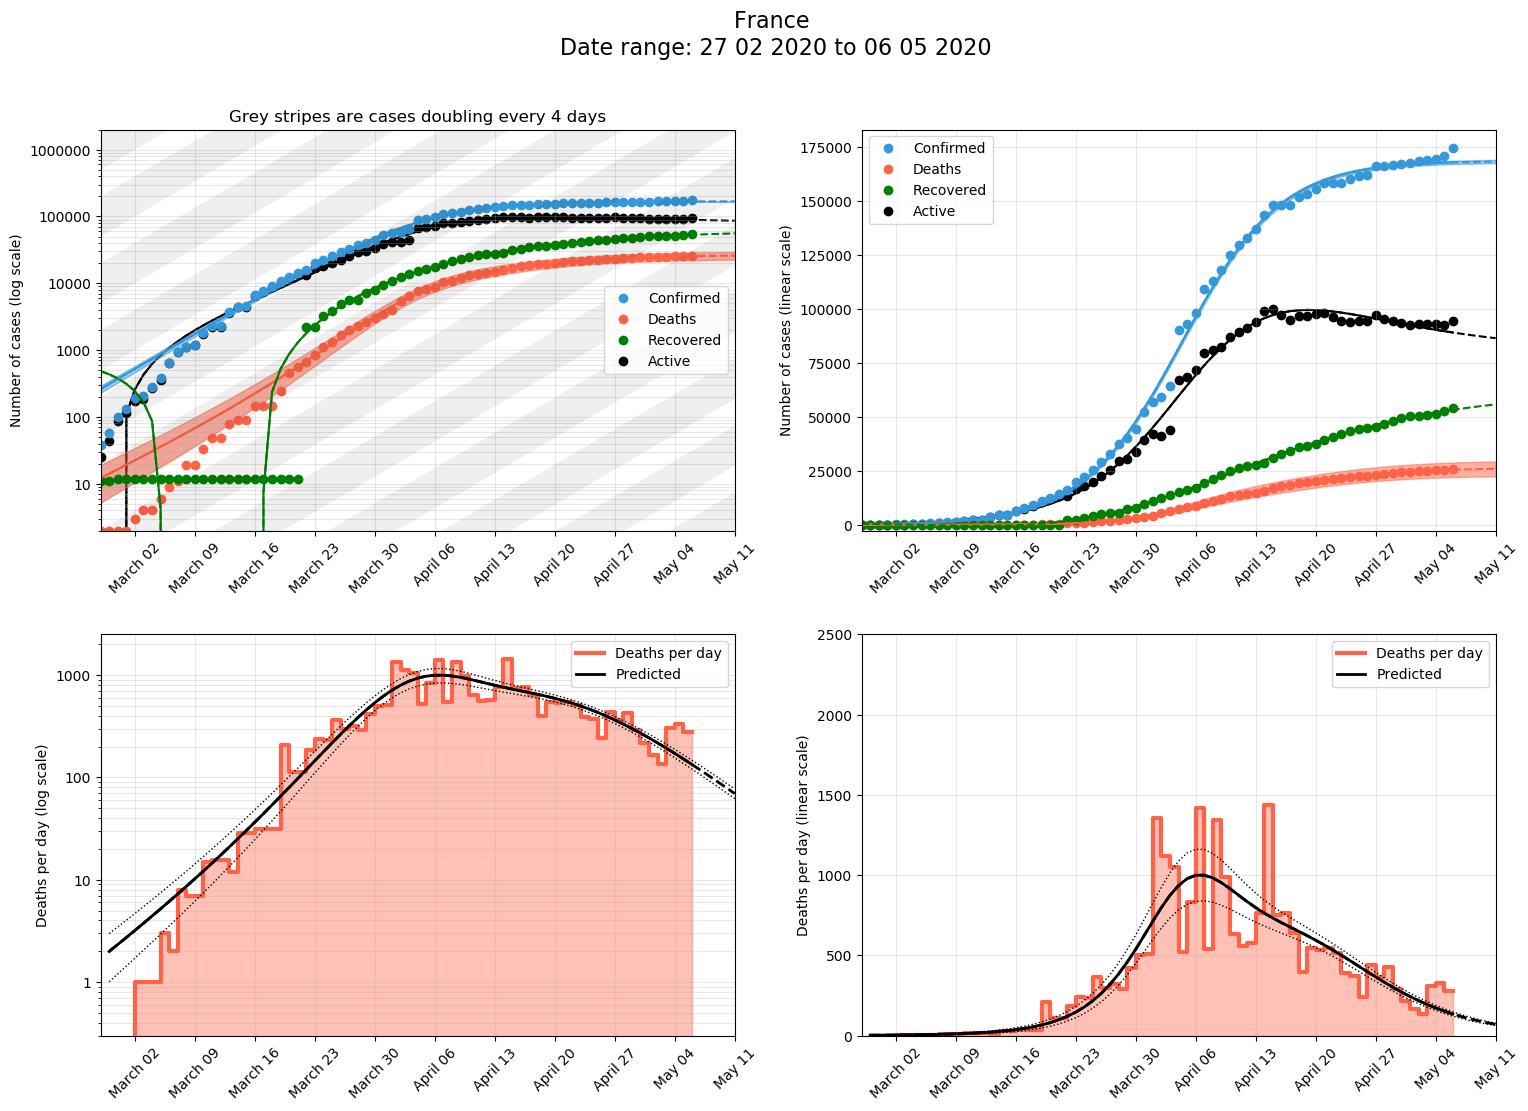 France
Date range: 27 02 2020 to 06 05 2020
Grey stripes are cases doubling every 4 days
Number of cases (log scale)
1000000
100000
10000
1000
100
10
Confirmed
Deaths
Recovered
Active
March 02
March 09
March 16
March 23
March 30
April 06
April 13
April 20
April 27
May 04
May 11
Number of cases (linear scale)
175000
150000
125000
100000
75000
50000
25000
0
Confirmed
Deaths
Recovered
Active
March 02
March 09
March 16
March 23
March 30
April 06
April 13
April 20
April 27
May 04
May 11
Deaths per day (log scale)
1000
100
10
1
Deaths per day
Predicted
March 02
March 09
March 16
March 23
March 30
April 06
April 13
April 20
April 27
May 04
May 11
Deaths per day (linear scale)
2500
2000
1500
1000
500
0
Deaths per day
Predicted
March 02
March 09
March 16
March 23
March 30
April 06
April 13
April 20
April 27
May 04
May 11